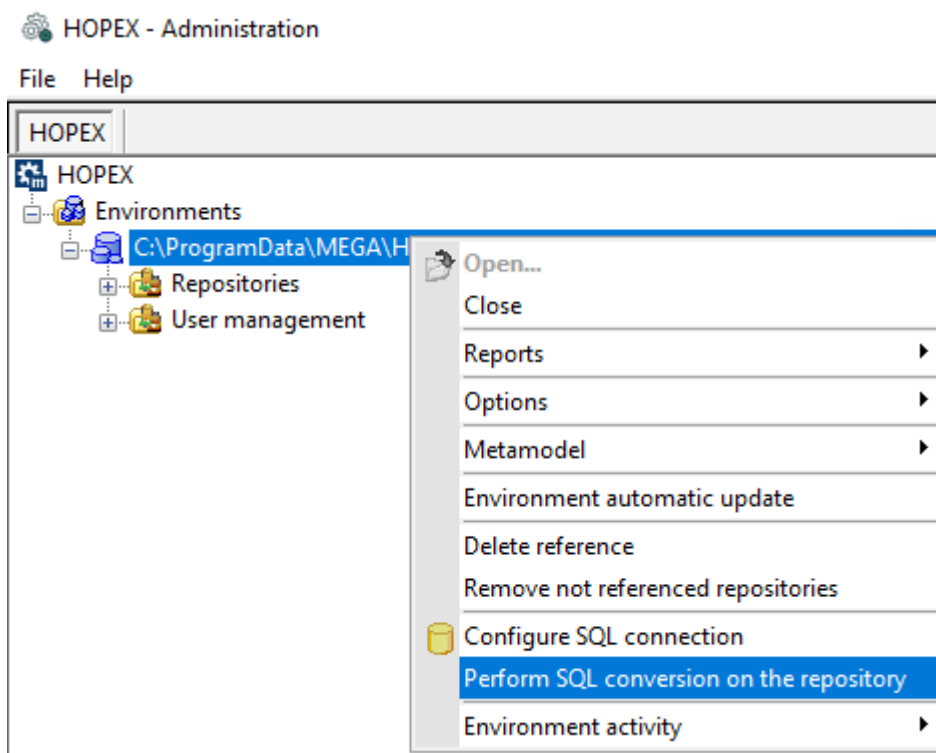 HOPEX - Administration
File Help
HOPEX
HOPEX
Environments
C:\ProgramData\MEGA\H
Repositories
User management
Open...
Close
Reports
Options
Metamodel
Environment automatic update
Delete reference
Remove not referenced repositories
Configure SQL connection
Perform SQL conversion on the repository
Environment activity